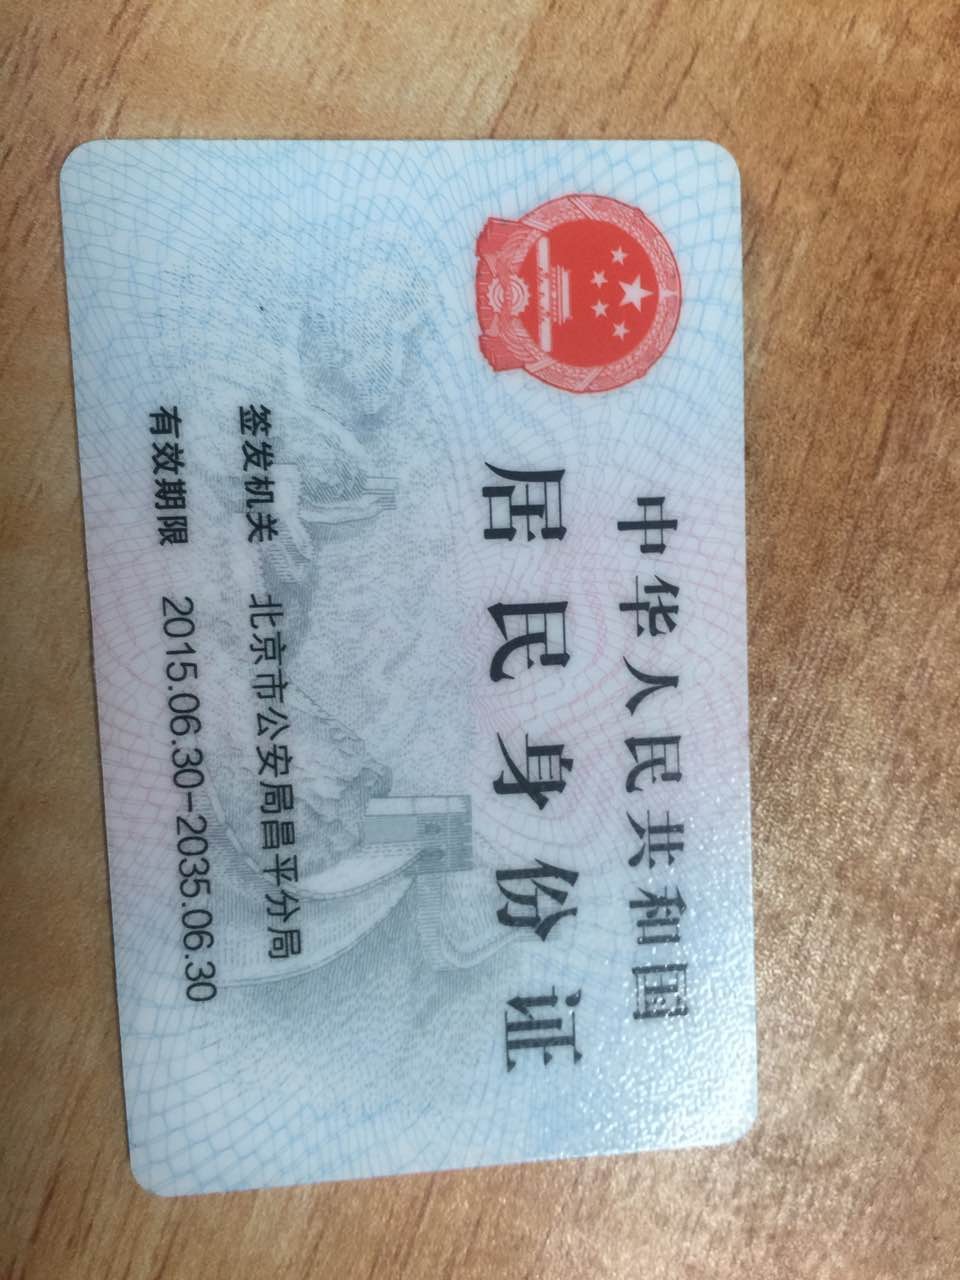 中华人民共和国
居民身份证
签发机关 北京市公安局昌平分局
有效期限 2015.06.30-2035.06.30